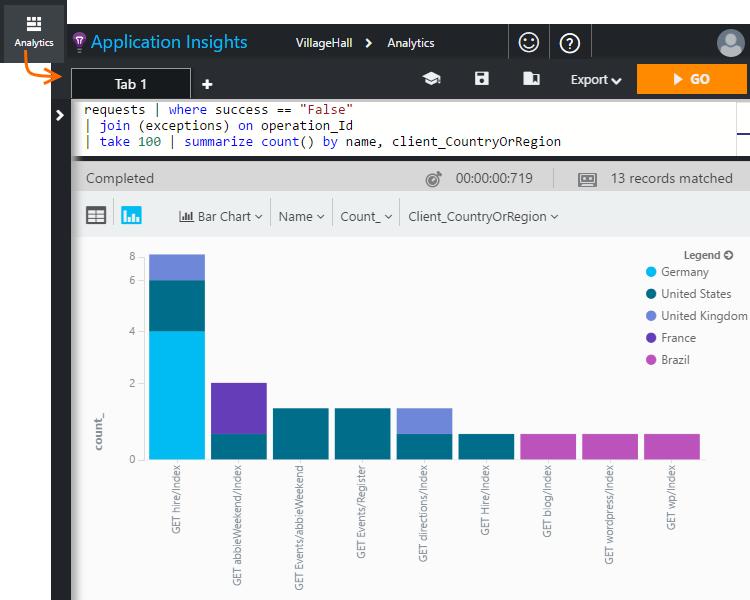 Analytics
Application Insights
VillageHall > Analytics
Tab 1
+
Export
GO
requests | where success == "False"
| join (exceptions) on operation_Id
| take 100 | summarize count() by name, client_CountryOrRegion
Completed
00:00:00:719
13 records matched
Bar Chart
Name
Count_
Client_CountryOrRegion
Legend
Germany
United States
United Kingdom
France
Brazil
count_
8
6
4
2
0
GET hire/Index
GET abbieWeekend/Index
GET Events/abbieWeekend
GET Events/Register
GET directions/Index
GET Hire/Index
GET blog/Index
GET wordpress/Index
GET wp/Index